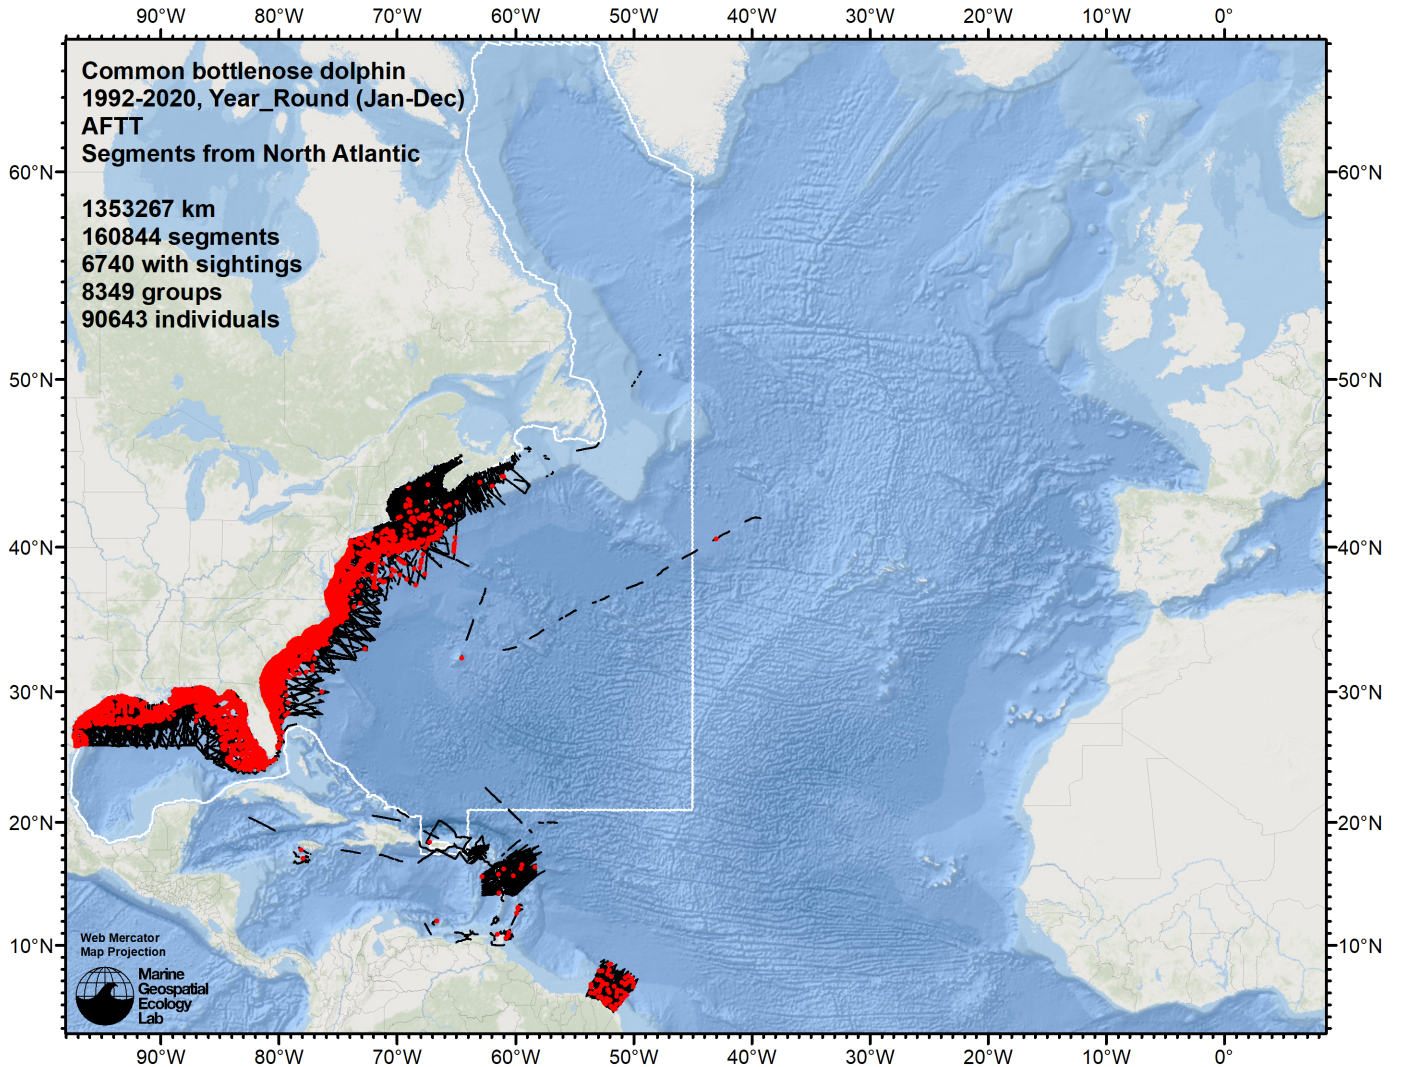 90°W 80°W 70°W 60°W 50°W 40°W 30°W 20°W 10°W 0°
Common bottlenose dolphin
1992-2020, Year_Round (Jan-Dec)
AFTT
Segments from North Atlantic
60°N 60°N
1353267 km
160844 segments
6740 with sightings
8349 groups
90643 individuals
50°N 50°N
40°N 40°N
30°N 30°N
20°N 20°N
10°N 10°N
Web Mercator
Map Projection
Marine
Geospatial
Ecology
Lab
90°W 80°W 70°W 60°W 50°W 40°W 30°W 20°W 10°W 0°